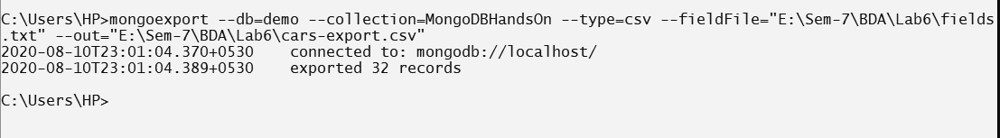 C:\Users\HP>mongoexport --db=demo --collection=MongoDBHandsOn --type=csv --fieldFile="E:\Sem-7\BDA\Lab6\fields
.txt" --out="E:\Sem-7\BDA\Lab6\cars-export.csv"
2020-08-10T23:01:04.370+0530    connected to: mongodb://localhost/
2020-08-10T23:01:04.389+0530    exported 32 records
C:\Users\HP>